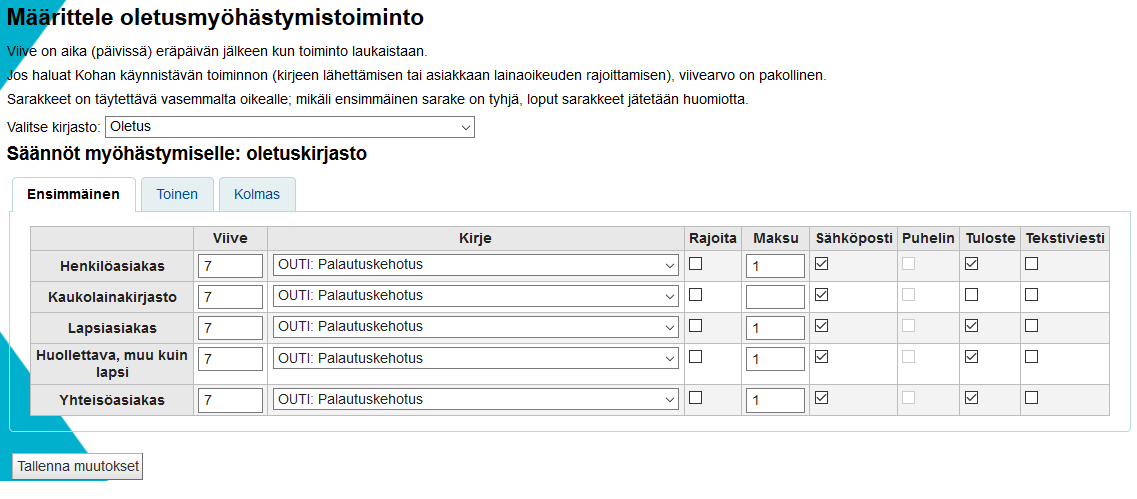 Määrittele oletusmyöhästymistoiminto
Viive on aika (päivissä) eräpäivän jälkeen kun toiminto laukaistaan.
Jos haluat Kohan käynnistävän toiminnon (kirjeen lähettämisen tai asiakkaan lainaoikeuden rajoittamisen), viivearvo on pakollinen.
Sarakkeet on täytettävä vasemmalta oikealle; mikäli ensimmäinen sarake on tyhjä, loput sarakkeet jätetään huomiotta.
Valitse kirjasto: Oletus
Säännöt myöhästymiselle: oletuskirjasto
Ensimmäinen Toinen Kolmas
Viive Kirje Rajoita Maksu Sähköposti Puhelin Tuloste Tekstiviesti
Henkilöasiakas 7 OUTI: Palautuskehotus 1
Kaukolainakirjasto 7 OUTI: Palautuskehotus
Lapsiasiakas 7 OUTI: Palautuskehotus 1
Huollettava, muu kuin
lapsi 7 OUTI: Palautuskehotus 1
Yhteisöasiakas 7 OUTI: Palautuskehotus 1
Tallenna muutokset